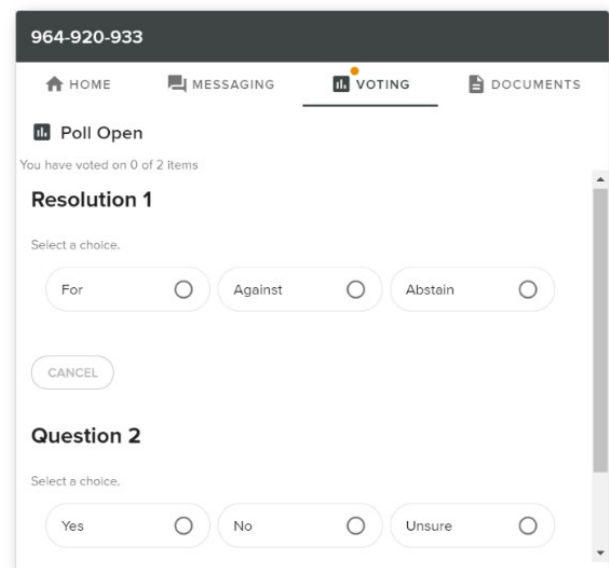 964-920-933
HOME MESSAGING VOTING DOCUMENTS
Poll Open
You have voted on 0 of 2 items
Resolution 1
Select a choice.
For Against Abstain
CANCEL
Question 2
Select a choice.
Yes No Unsure